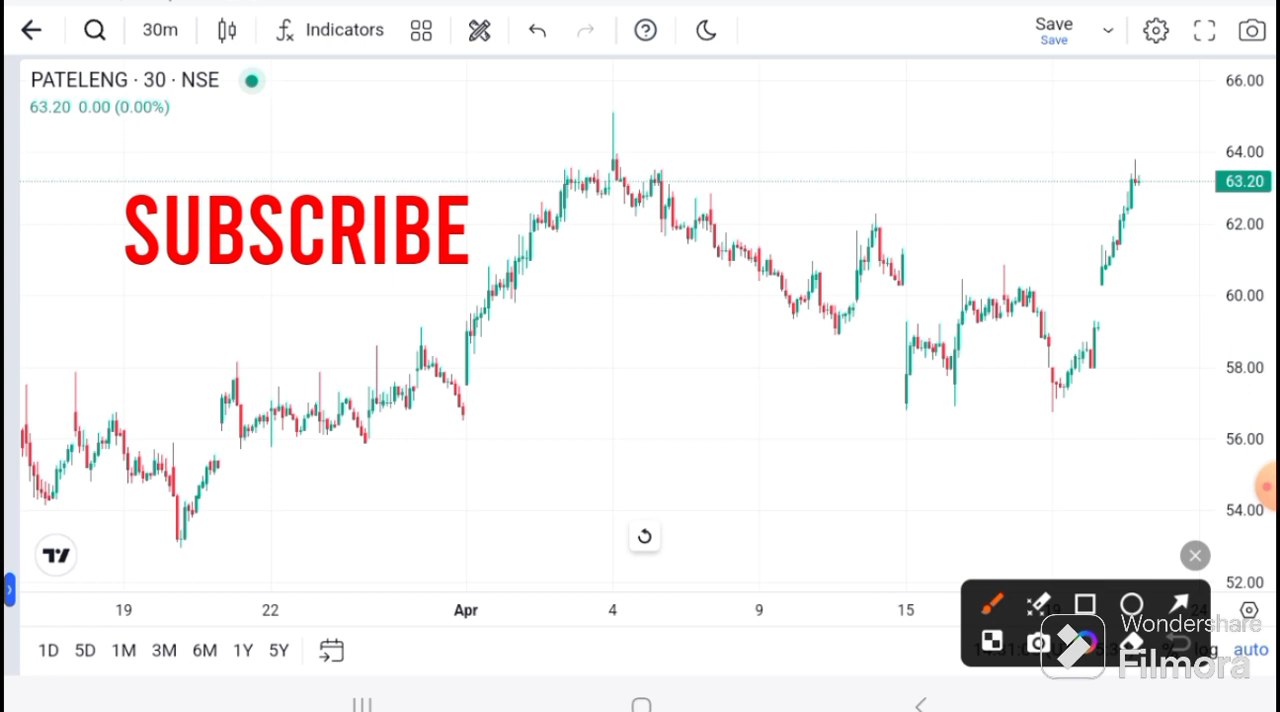 30m Indicators Save
Save
PATELENG · 30 · NSE
63.20 0.00 (0.00%)
SUBSCRIBE
66.00
64.00
63.20
62.00
60.00
58.00
56.00
54.00
52.00
19 22 Apr 4 9 15 24
1D 5D 1M 3M 6M 1Y 5Y % log auto
Wondershare
Filmora